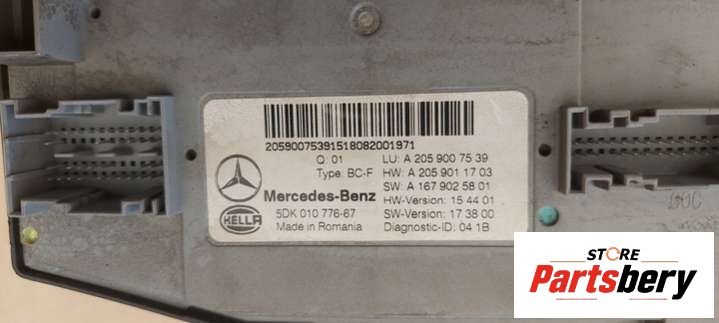 20590075391518082001971
Q: 01
LU: A 205 900 75 39
Type: BC-F
HW: A 205 901 17 03
SW: A 167 902 58 01
Mercedes-Benz
HW-Version: 15 44 01
HELLA
5DK 010 776-67
SW-Version: 17 38 00
Made in Romania
Diagnostic-ID: 04 1B
STORE
Partsbery